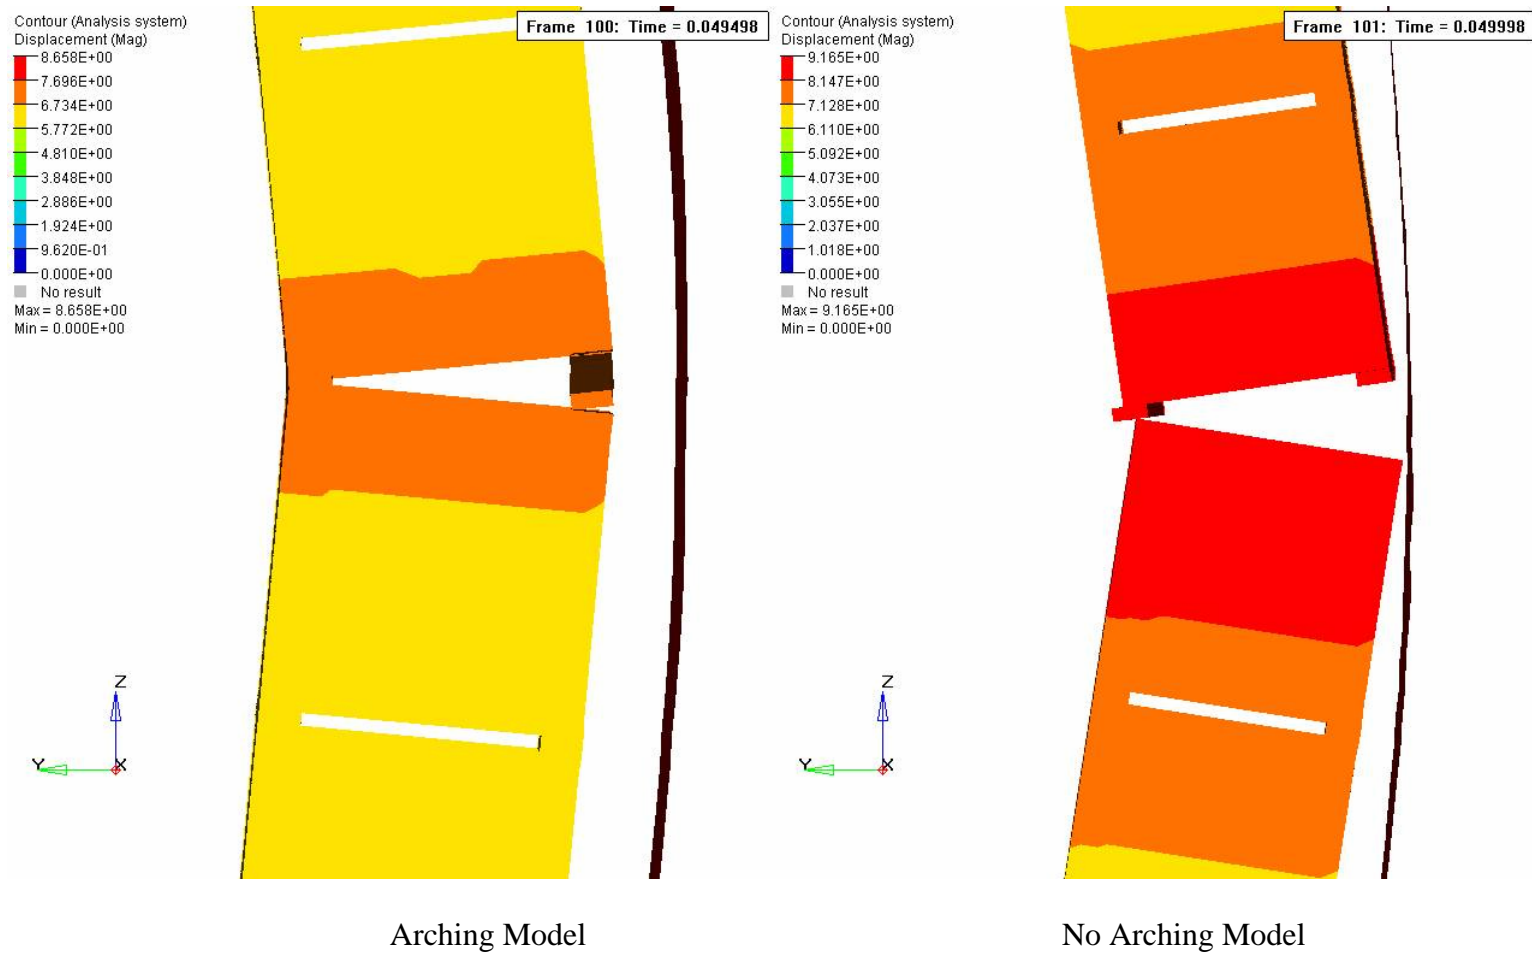 Contour (Analysis system)
Displacement (Mag)
8.658E+00
7.696E+00
6.734E+00
5.772E+00
4.810E+00
3.848E+00
2.886E+00
1.924E+00
9.620E-01
0.000E+00
No result
Max = 8.658E+00
Min = 0.000E+00
Frame 100: Time = 0.049498
Z
Y
X
Arching Model
Contour (Analysis system)
Displacement (Mag)
9.165E+00
8.147E+00
7.128E+00
6.110E+00
5.092E+00
4.073E+00
3.055E+00
2.037E+00
1.018E+00
0.000E+00
No result
Max = 9.165E+00
Min = 0.000E+00
Frame 101: Time = 0.049998
Z
Y
X
No Arching Model